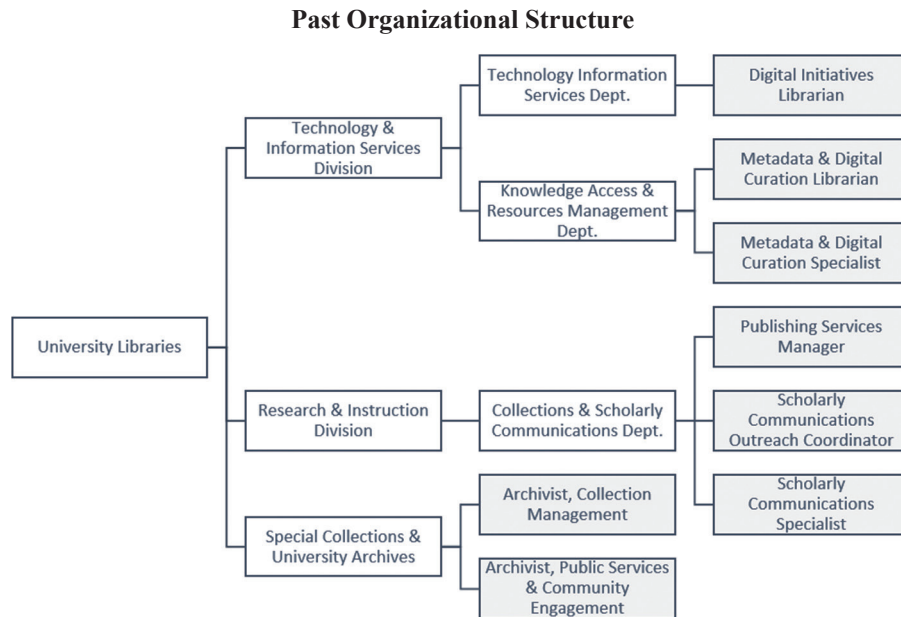 Past Organizational Structure
Technology Information
Services Dept.
Digital Initiatives
Librarian
Technology &
Information Services
Division
Metadata & Digital
Curation Librarian
Knowledge Access &
Resources Management
Dept.
Metadata & Digital
Curation Specialist
University Libraries
Publishing Services
Manager
Research & Instruction
Division
Collections & Scholarly
Communications Dept.
Scholarly
Communications
Outreach Coordinator
Scholarly
Communications
Specialist
Special Collections &
University Archives
Archivist, Collection
Management
Archivist, Public Services
& Community
Engagement